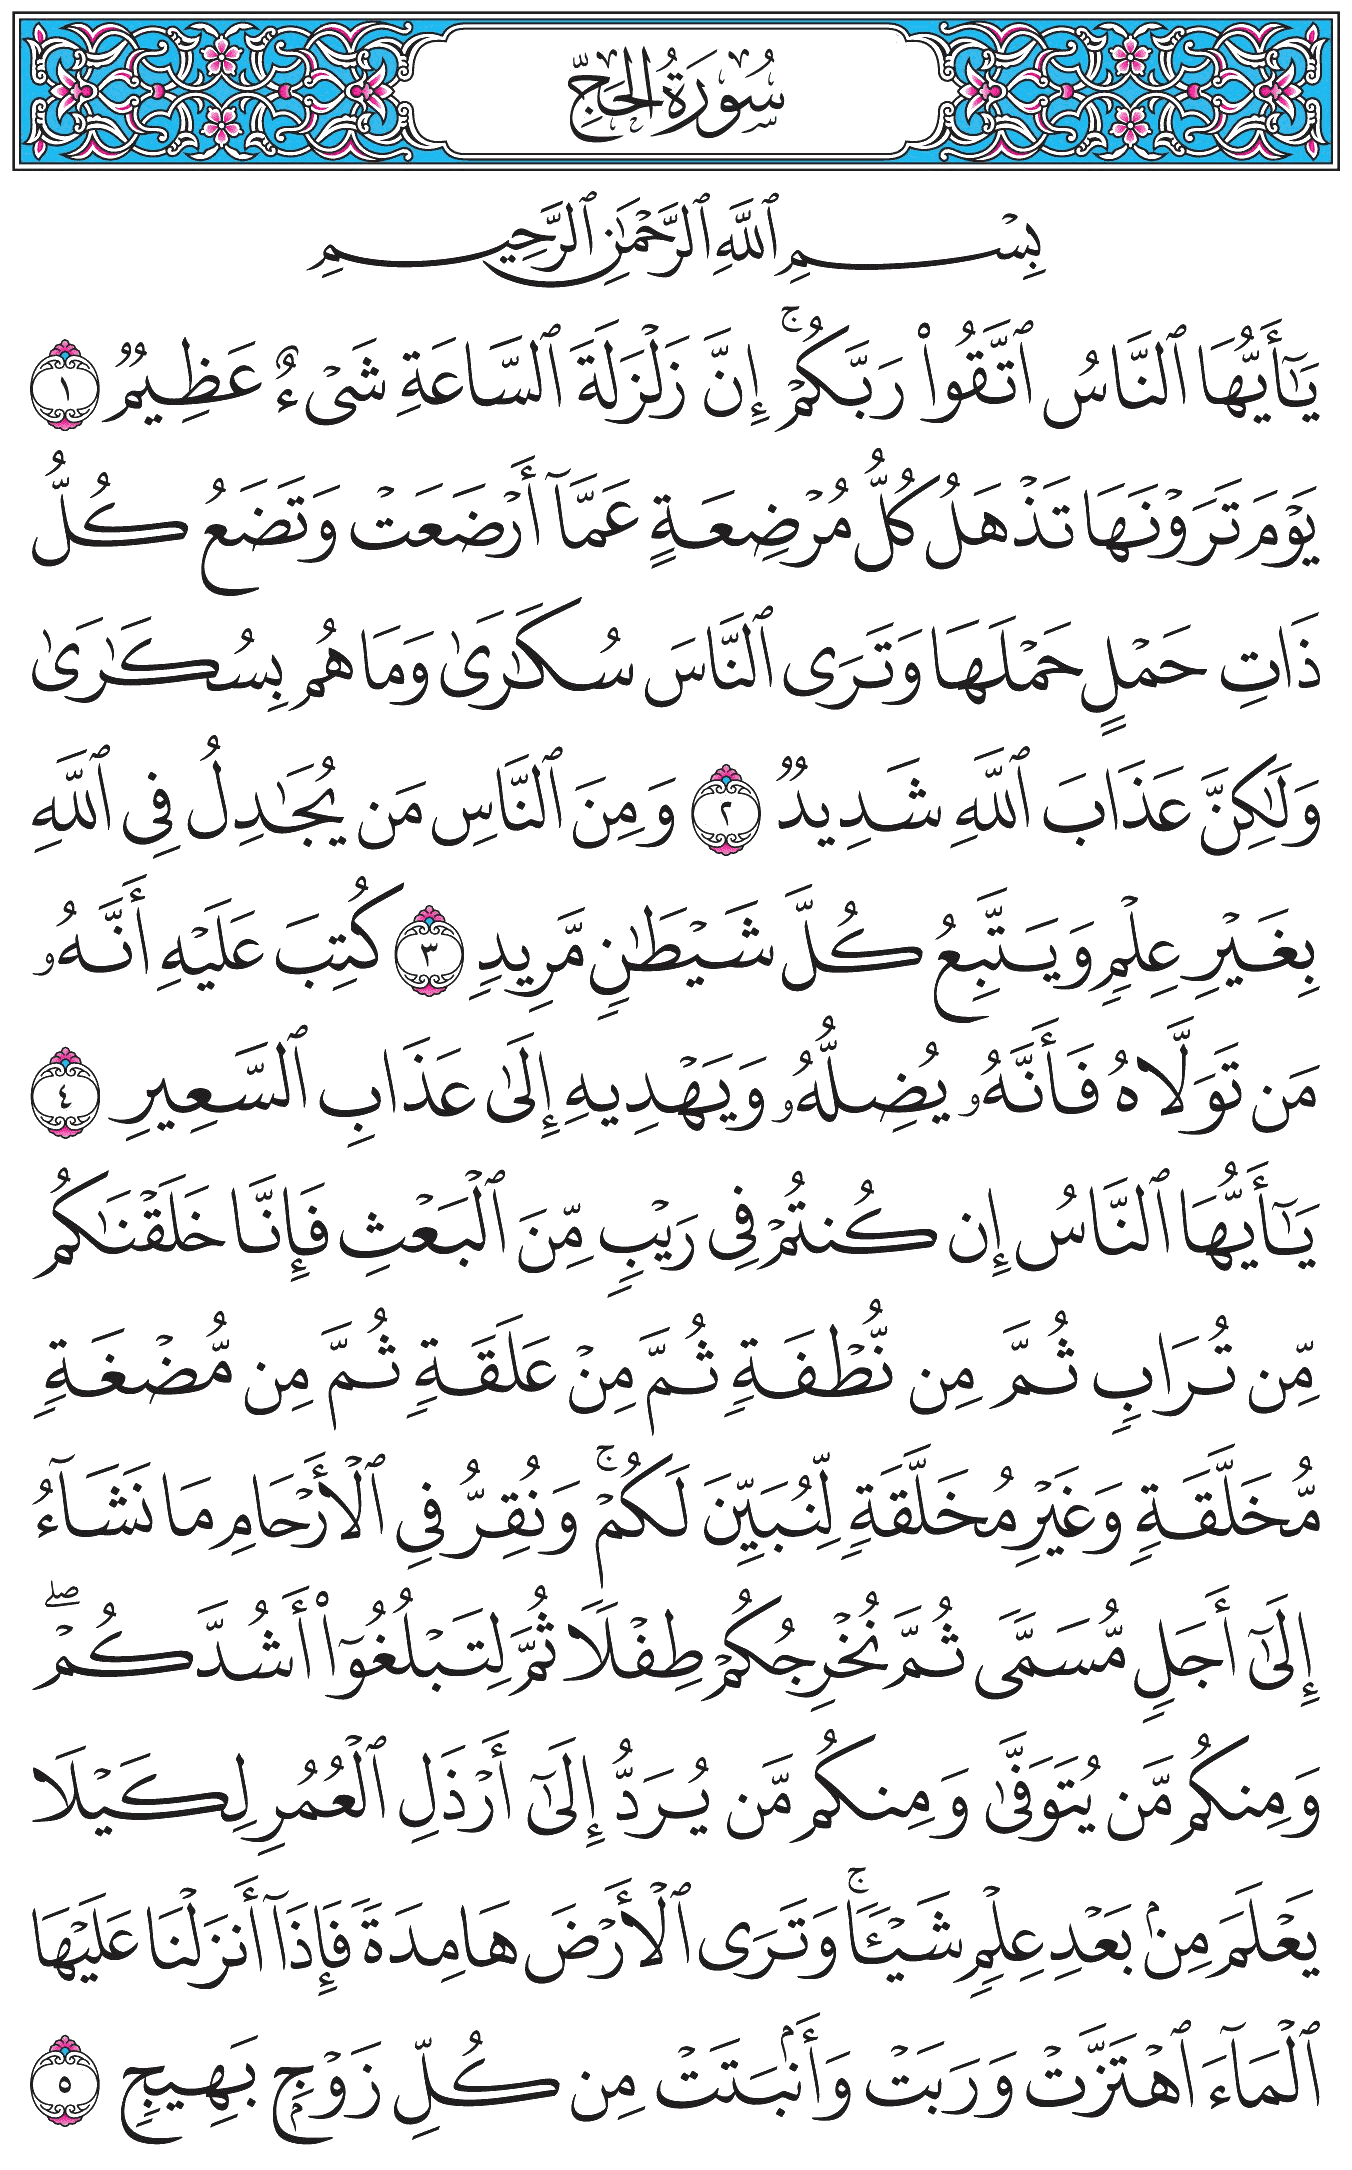 سُورَةُ الحَجِّ
بِسْمِ ٱللَّهِ ٱلرَّحْمَٰنِ ٱلرَّحِيمِ
يَٰٓأَيُّهَا ٱلنَّاسُ ٱتَّقُوا۟ رَبَّكُمْ ۚ إِنَّ زَلْزَلَةَ ٱلسَّاعَةِ شَىْءٌ عَظِيمٌ ١
يَوْمَ تَرَوْنَهَا تَذْهَلُ كُلُّ مُرْضِعَةٍ عَمَّآ أَرْضَعَتْ وَتَضَعُ كُلُّ
ذَاتِ حَمْلٍ حَمْلَهَا وَتَرَى ٱلنَّاسَ سُكَٰرَىٰ وَمَا هُم بِسُكَٰرَىٰ
وَلَٰكِنَّ عَذَابَ ٱللَّهِ شَدِيدٌ ٢ وَمِنَ ٱلنَّاسِ مَن يُجَٰدِلُ فِى ٱللَّهِ
بِغَيْرِ عِلْمٍ وَيَتَّبِعُ كُلَّ شَيْطَٰنٍ مَّرِيدٍ ٣ كُتِبَ عَلَيْهِ أَنَّهُۥ
مَن تَوَلَّاهُ فَأَنَّهُۥ يُضِلُّهُۥ وَيَهْدِيهِ إِلَىٰ عَذَابِ ٱلسَّعِيرِ ٤
يَٰٓأَيُّهَا ٱلنَّاسُ إِن كُنتُمْ فِى رَيْبٍ مِّنَ ٱلْبَعْثِ فَإِنَّا خَلَقْنَٰكُم
مِّن تُرَابٍ ثُمَّ مِن نُّطْفَةٍ ثُمَّ مِنْ عَلَقَةٍ ثُمَّ مِن مُّضْغَةٍ
مُّخَلَّقَةٍ وَغَيْرِ مُخَلَّقَةٍ لِّنُبَيِّنَ لَكُمْ ۚ وَنُقِرُّ فِى ٱلْأَرْحَامِ مَا نَشَآءُ
إِلَىٰٓ أَجَلٍ مُّسَمًّى ثُمَّ نُخْرِجُكُمْ طِفْلًا ثُمَّ لِتَبْلُغُوٓا۟ أَشُدَّكُمْ ۖ
وَمِنكُم مَّن يُتَوَفَّىٰ وَمِنكُم مَّن يُرَدُّ إِلَىٰٓ أَرْذَلِ ٱلْعُمُرِ لِكَيْلَا
يَعْلَمَ مِنۢ بَعْدِ عِلْمٍ شَيْـًٔا ۚ وَتَرَى ٱلْأَرْضَ هَامِدَةً فَإِذَآ أَنزَلْنَا عَلَيْهَا
ٱلْمَآءَ ٱهْتَزَّتْ وَرَبَتْ وَأَنۢبَتَتْ مِن كُلِّ زَوْجٍۭ بَهِيجٍ ٥